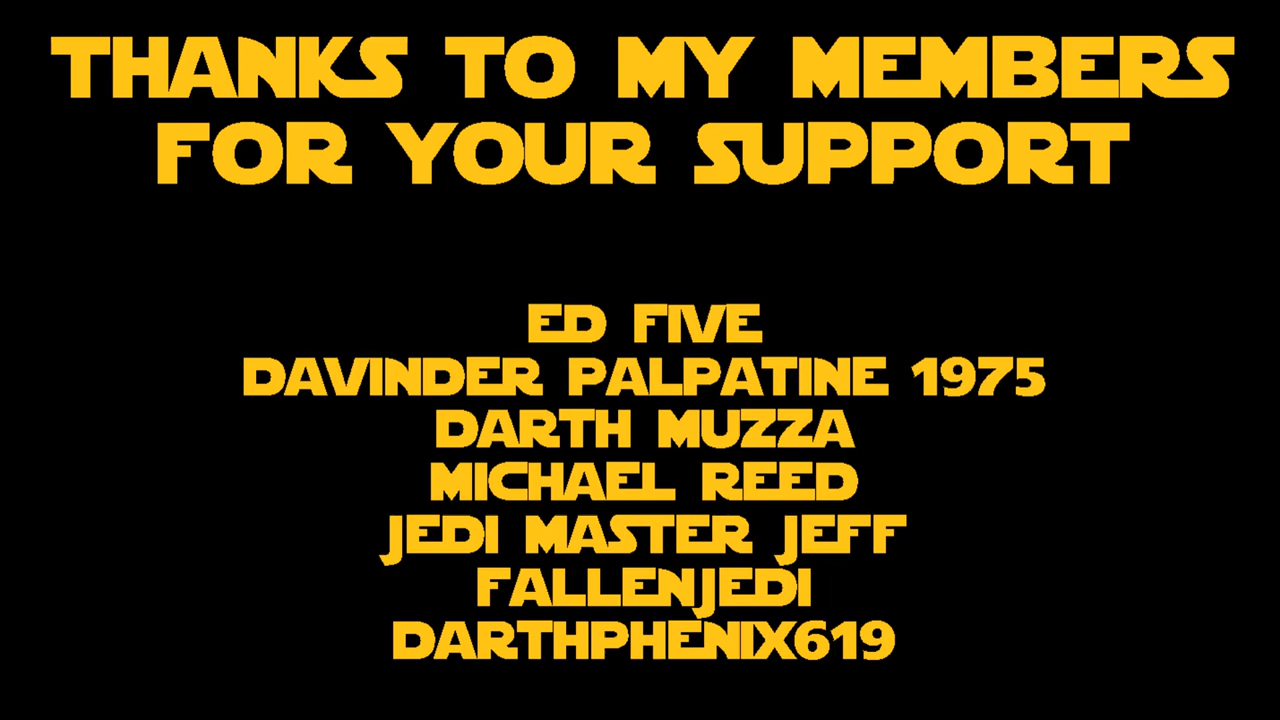 THANKS TO MY MEMBERS
FOR YOUR SUPPORT
ED FIVE
DAVINDER PALPATINE 1975
DARTH MUZZA
MICHAEL REED
JEDI MASTER JEFF
FALLENJEDI
DARTHPHENIX619